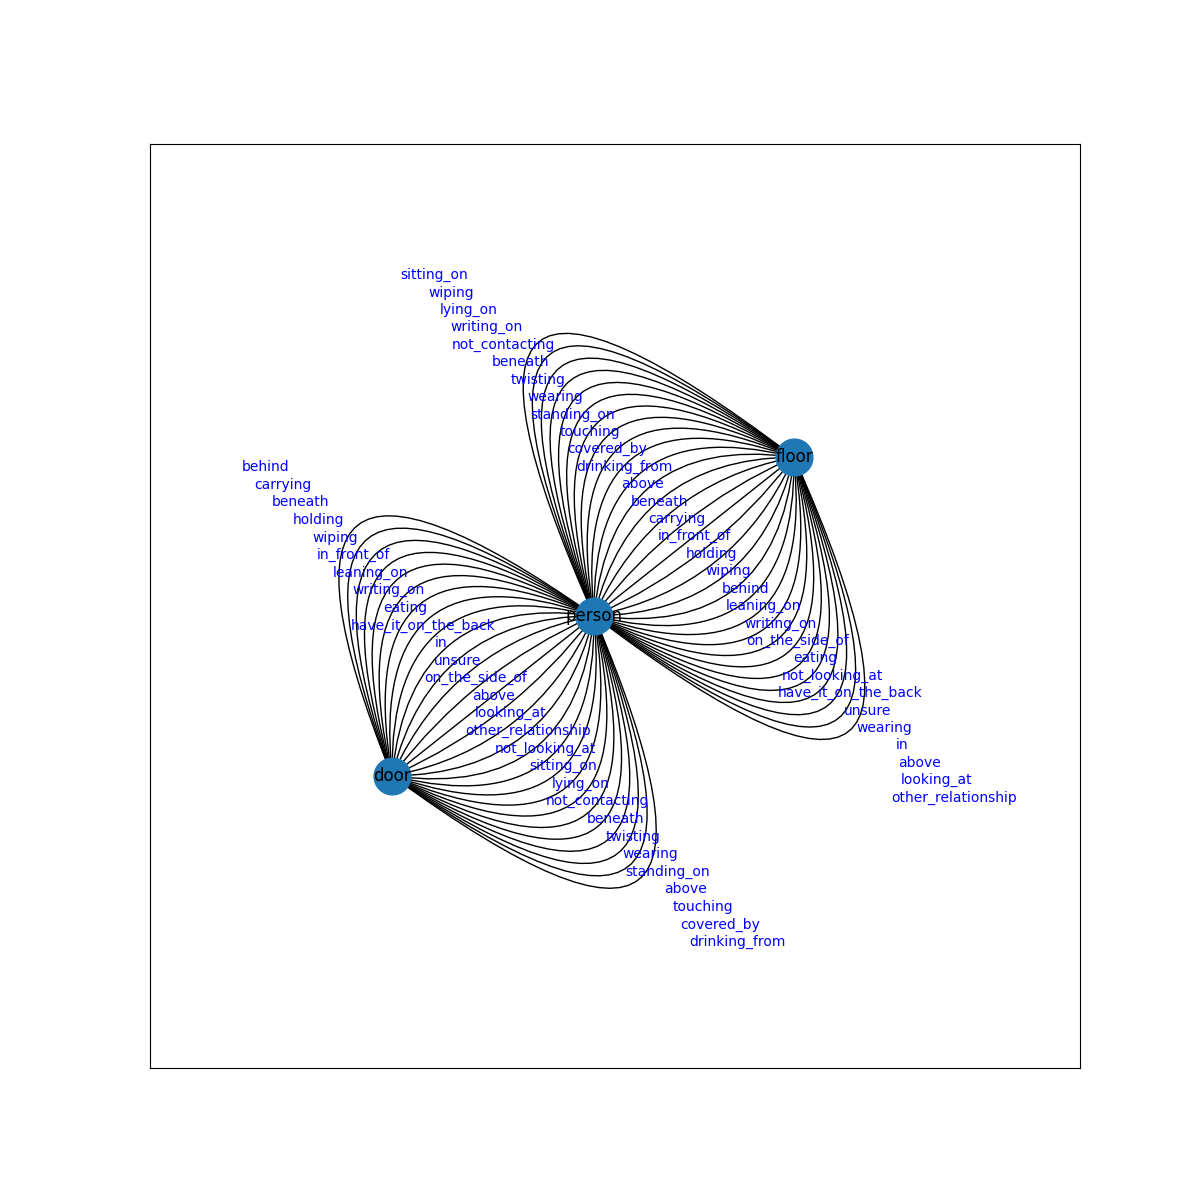 sitting_on
wiping
lying_on
writing_on
not_contacting
beneath
twisting
wearing
standing_on
touching
covered_by
drinking_from
above
beneath
carrying
in_front_of
holding
wiping
behind
leaning_on
writing_on
on_the_side_of
eating
not_looking_at
have_it_on_the_back
unsure
wearing
in
above
looking_at
other_relationship
floor
person
behind
carrying
beneath
holding
wiping
in_front_of
leaning_on
writing_on
eating
have_it_on_the_back
in
unsure
on_the_side_of
above
looking_at
other_relationship
not_looking_at
sitting_on
lying_on
not_contacting
beneath
twisting
wearing
standing_on
above
touching
covered_by
drinking_from
door